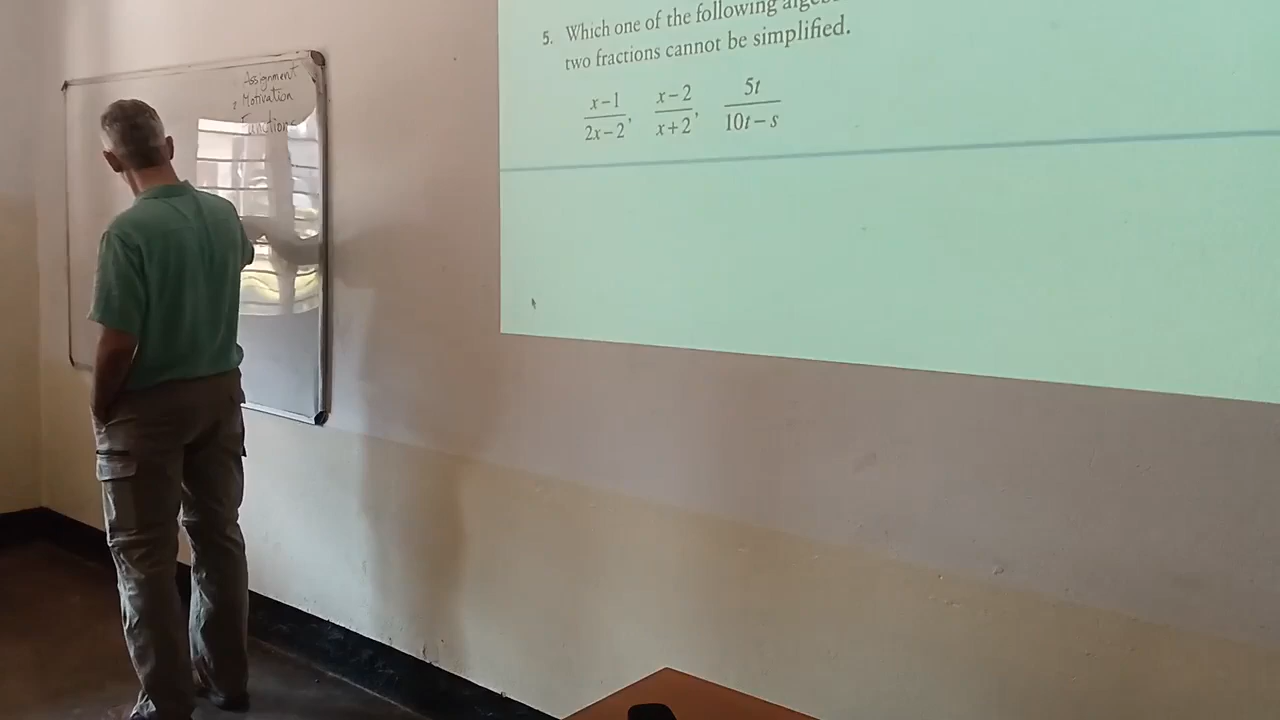 Assignment
Motivation
Functions
5. Which one of the following
two fractions cannot be simplified.
x−1/2x−2, x−2/x+2, 5t/10t−s